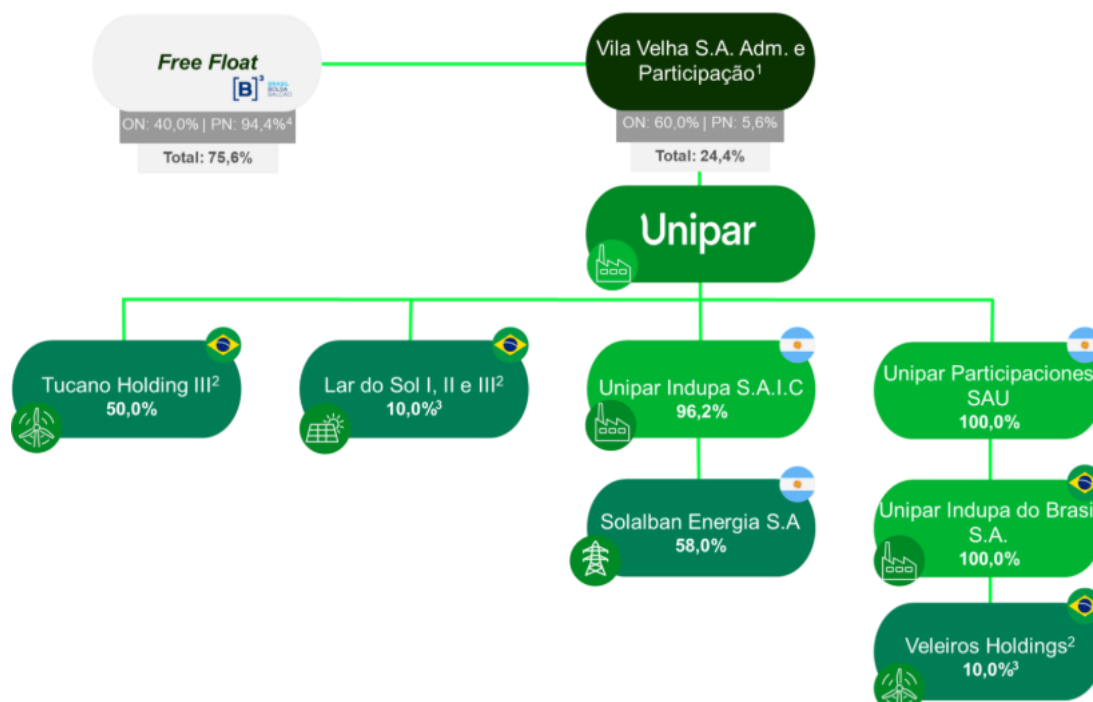 Free Float
[B]³ BRASIL
BOLSA
BALCÃO
ON: 40,0% | PN: 94,4%⁴
Total: 75,6%
Vila Velha S.A. Adm. e
Participação¹
ON: 60,0% | PN: 5,6%
Total: 24,4%
Unipar
Tucano Holding III²
50,0%
Lar do Sol I, II e III²
10,0%³
Unipar Indupa S.A.I.C
96,2%
Unipar Participaciones
SAU
100,0%
Solalban Energia S.A
58,0%
Unipar Indupa do Brasil
S.A.
100,0%
Veleiros Holdings²
10,0%³